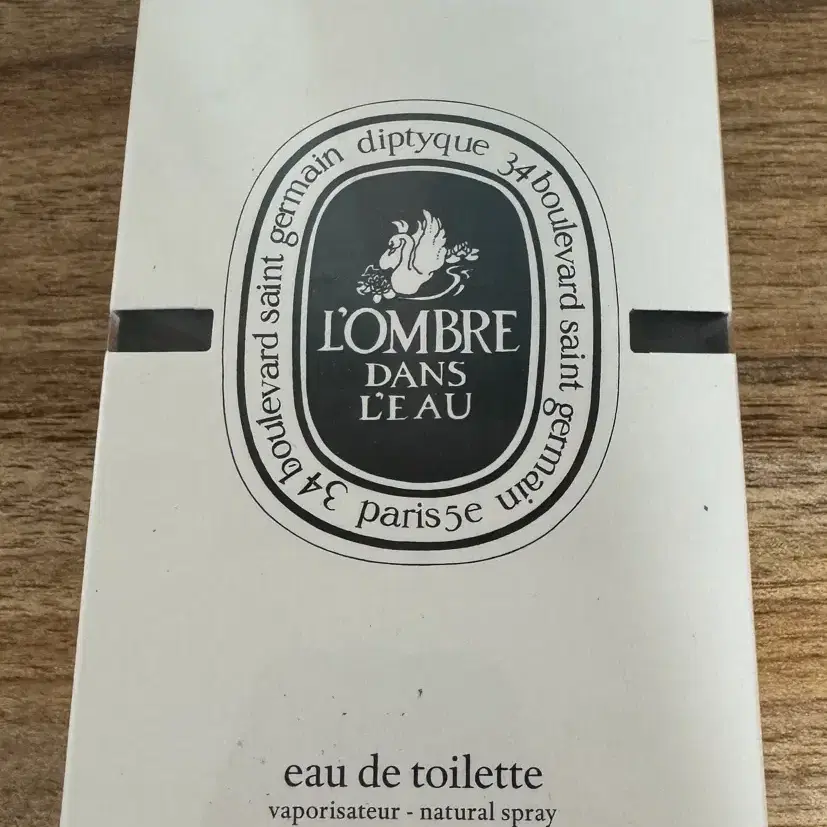 diptyque 34 boulevard saint germain paris 5e 34 boulevard saint germain
L'OMBRE
DANS
L'EAU
eau de toilette
vaporisateur - natural spray